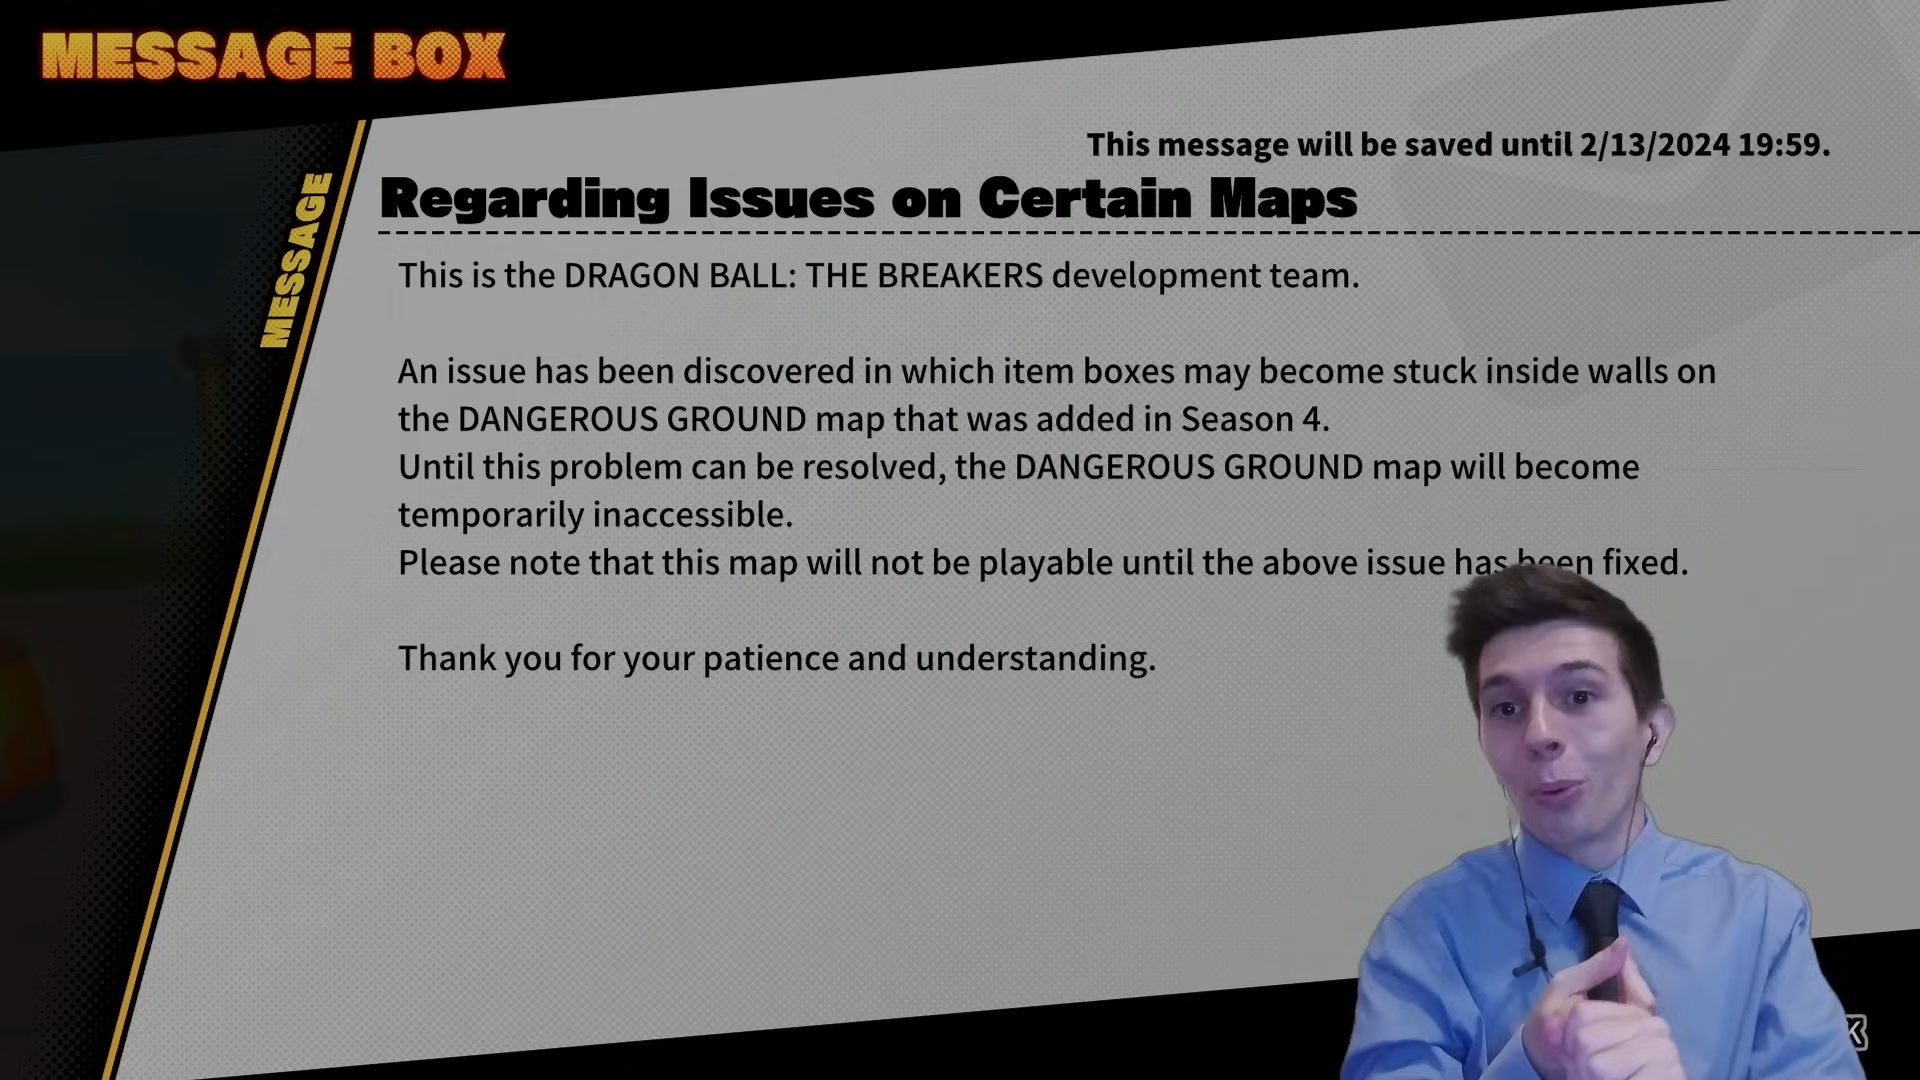 MESSAGE BOX
This message will be saved until 2/13/2024 19:59.
MESSAGE
Regarding Issues on Certain Maps
This is the DRAGON BALL: THE BREAKERS development team.
An issue has been discovered in which item boxes may become stuck inside walls on
the DANGEROUS GROUND map that was added in Season 4.
Until this problem can be resolved, the DANGEROUS GROUND map will become
temporarily inaccessible.
Please note that this map will not be playable until the above issue has been fixed.
Thank you for your patience and understanding.